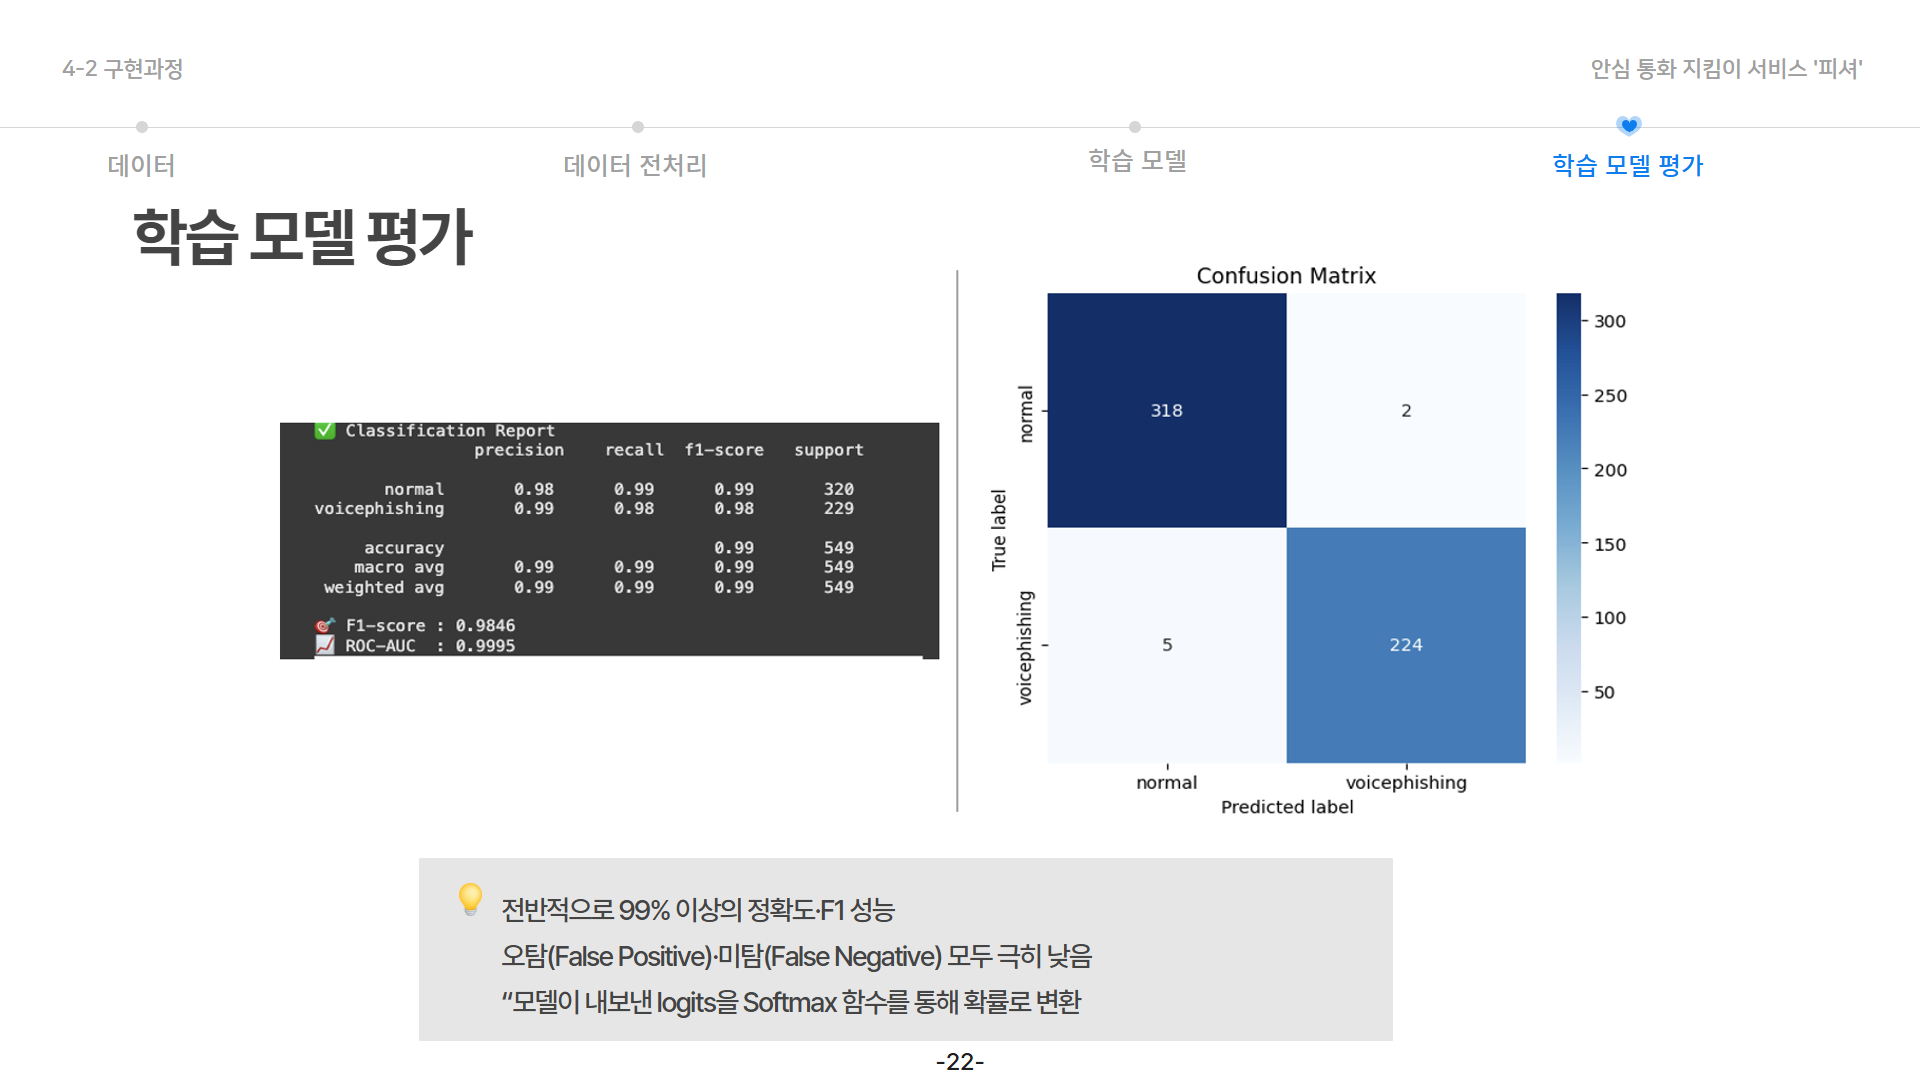 4-2 구현과정
안심 통화 지킴이 서비스 '피셔'
데이터
데이터 전처리
학습 모델
학습 모델 평가
학습 모델 평가
✅ Classification Report
precision recall f1-score support
normal 0.98 0.99 0.99 320
voicephishing 0.99 0.98 0.98 229
accuracy 0.99 549
macro avg 0.99 0.99 0.99 549
weighted avg 0.99 0.99 0.99 549
🎯 F1-score : 0.9846
📈 ROC-AUC : 0.9995
Confusion Matrix
True label
normal
318 2
voicephishing
5 224
normal voicephishing
Predicted label
300
250
200
150
100
50
💡 전반적으로 99% 이상의 정확도·F1 성능
오탐(False Positive)·미탐(False Negative) 모두 극히 낮음
“모델이 내보낸 logits을 Softmax 함수를 통해 확률로 변환
-22-